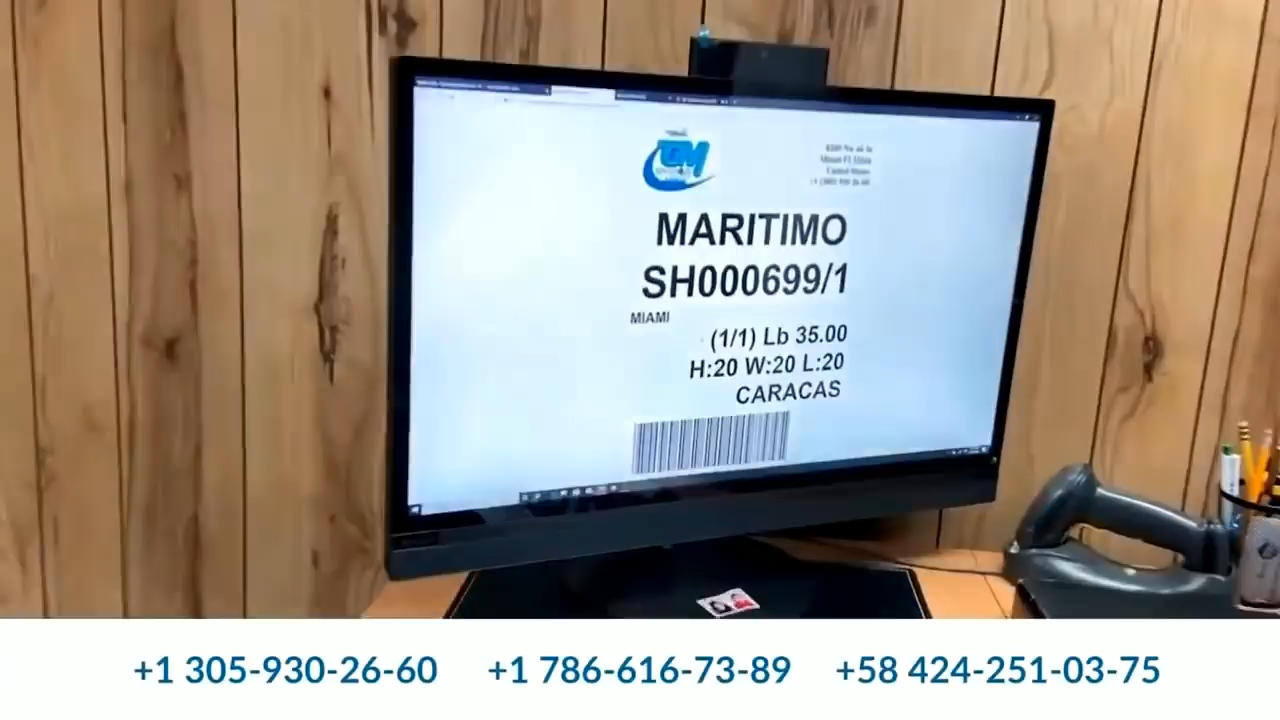 MARITIMO
SH000699/1
MIAMI
(1/1) Lb 35.00
H:20 W:20 L:20
CARACAS
+1 305-930-26-60 +1 786-616-73-89 +58 424-251-03-75